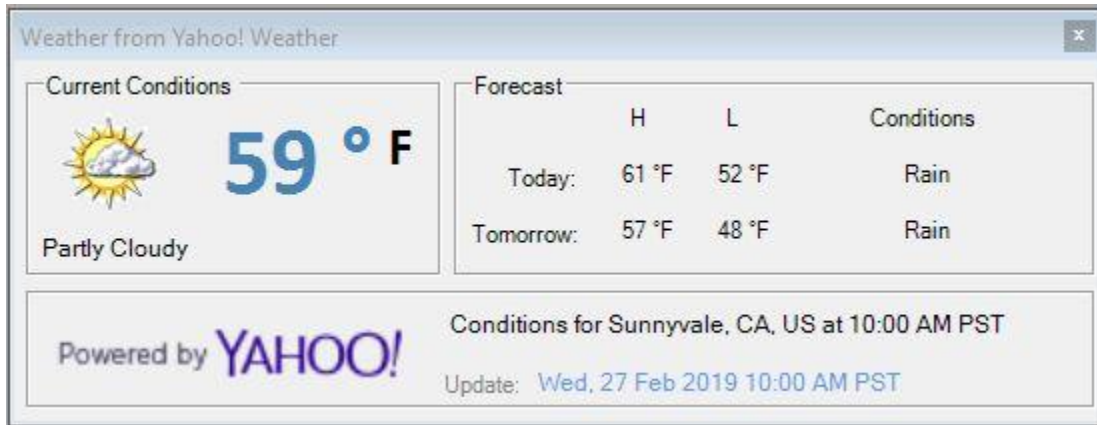 Weather from Yahoo! Weather
x
Current Conditions
59 ° F
Partly Cloudy
Forecast
H L Conditions
Today: 61 °F 52 °F Rain
Tomorrow: 57 °F 48 °F Rain
Powered by YAHOO!
Conditions for Sunnyvale, CA, US at 10:00 AM PST
Update: Wed, 27 Feb 2019 10:00 AM PST